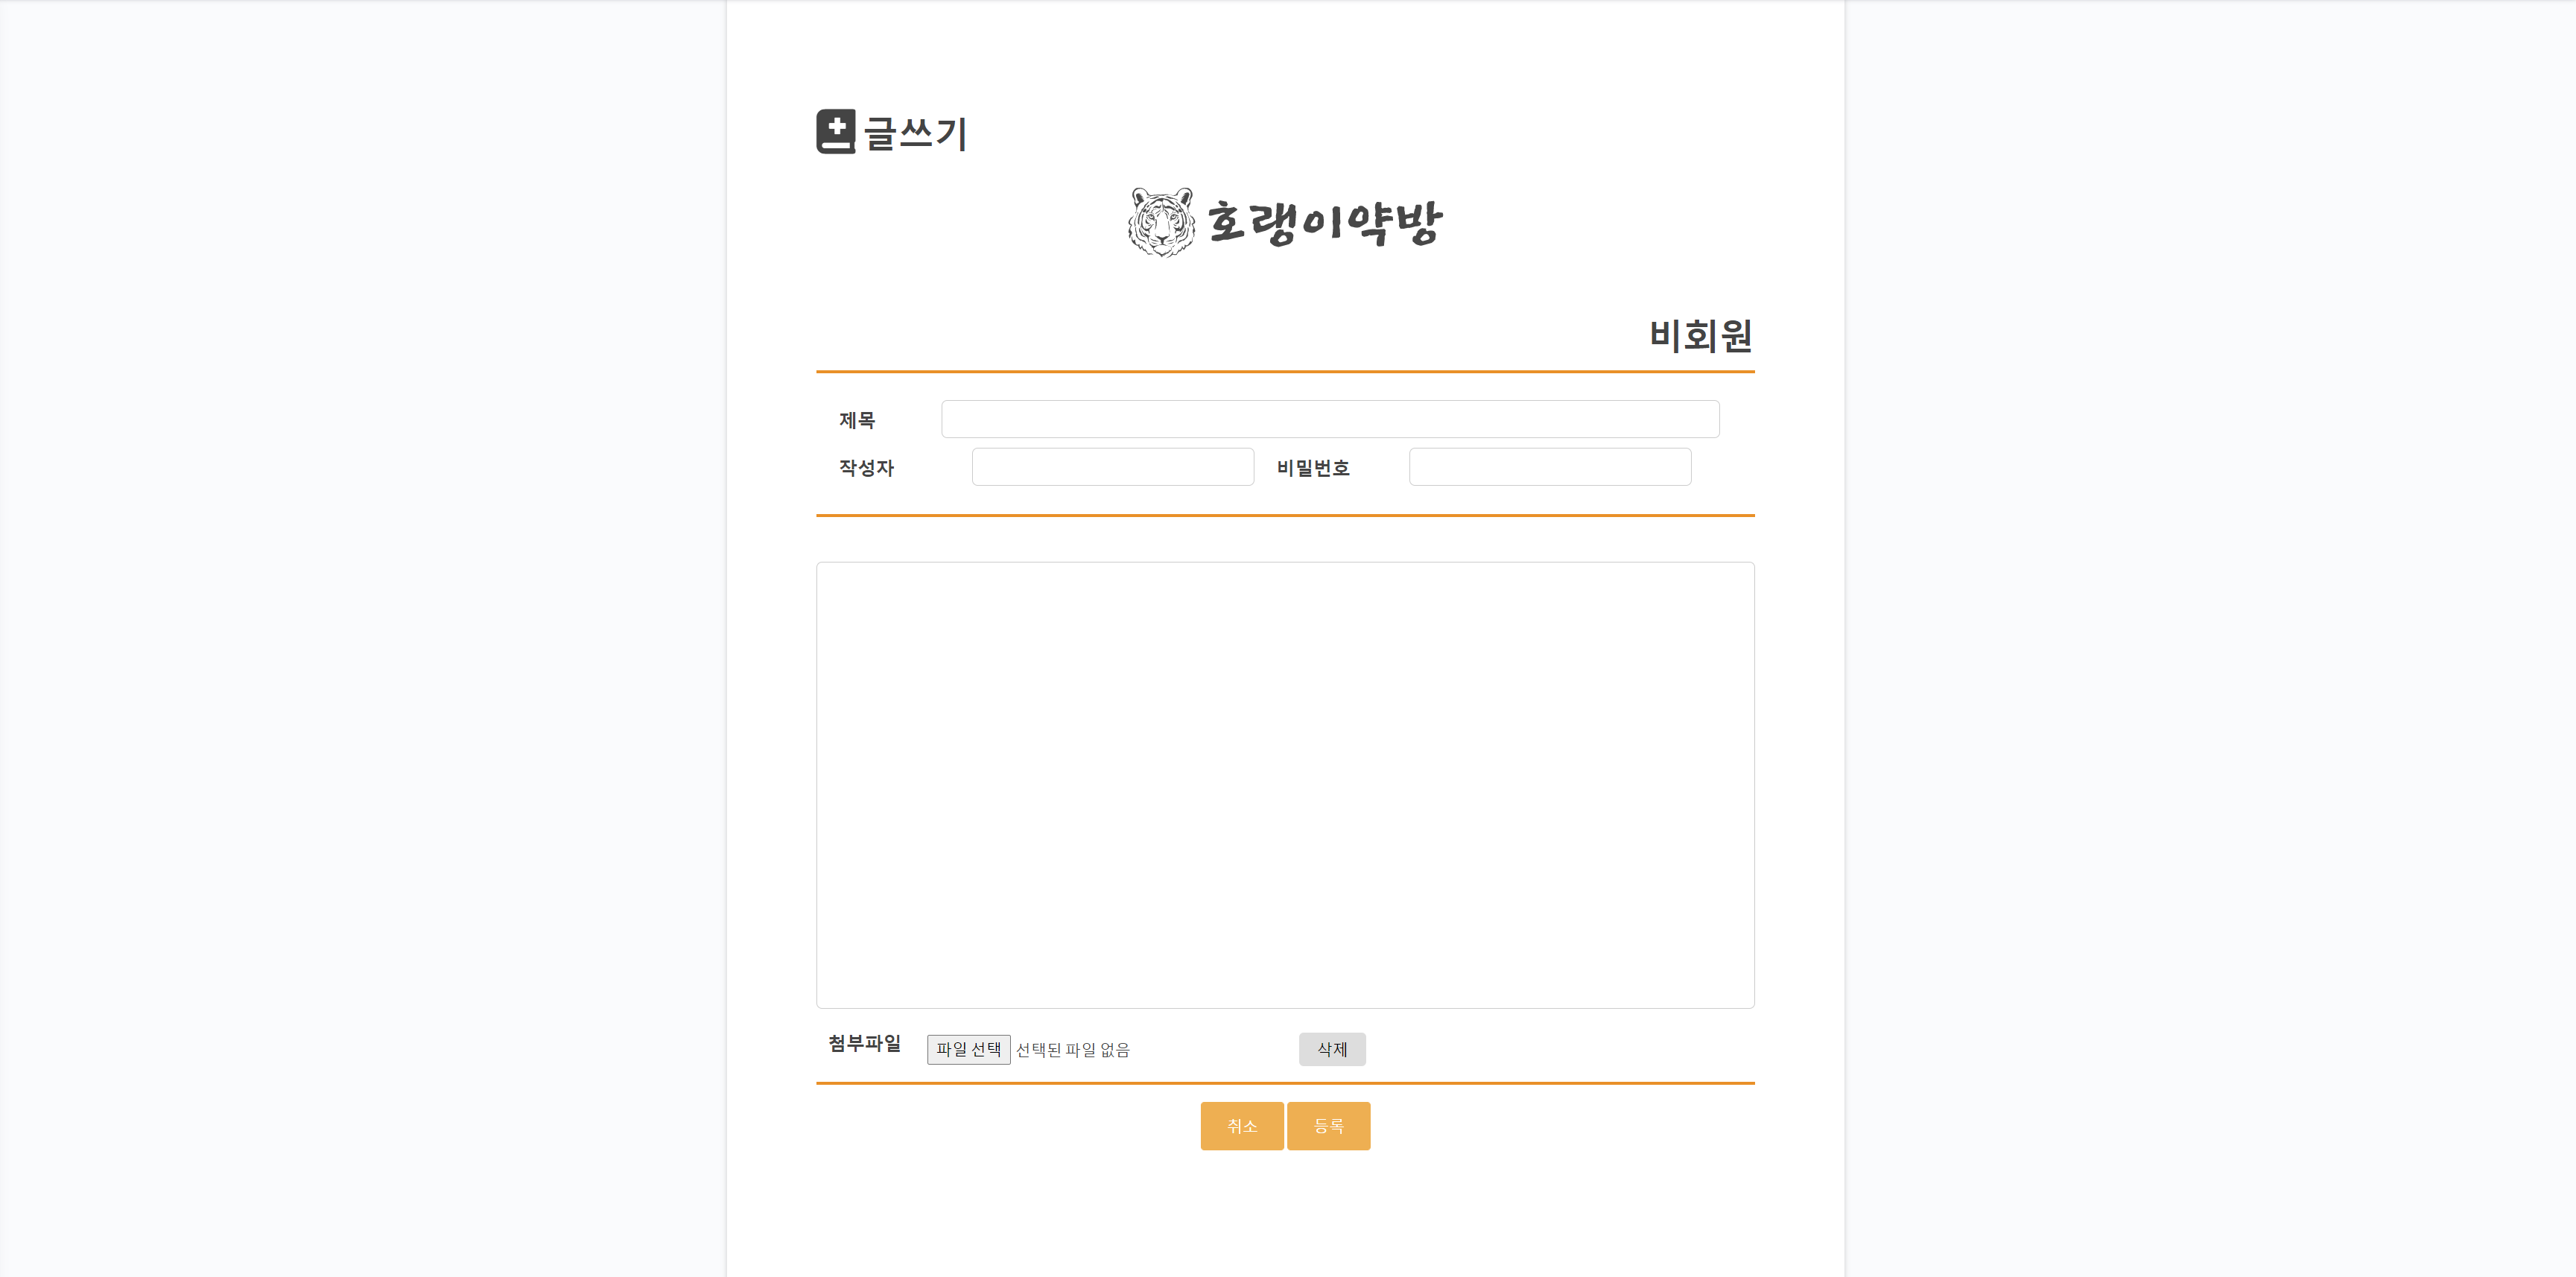 글쓰기
호랭이약방
비회원
제목
작성자 비밀번호
첨부파일 파일 선택 선택된 파일 없음 삭제
취소 등록